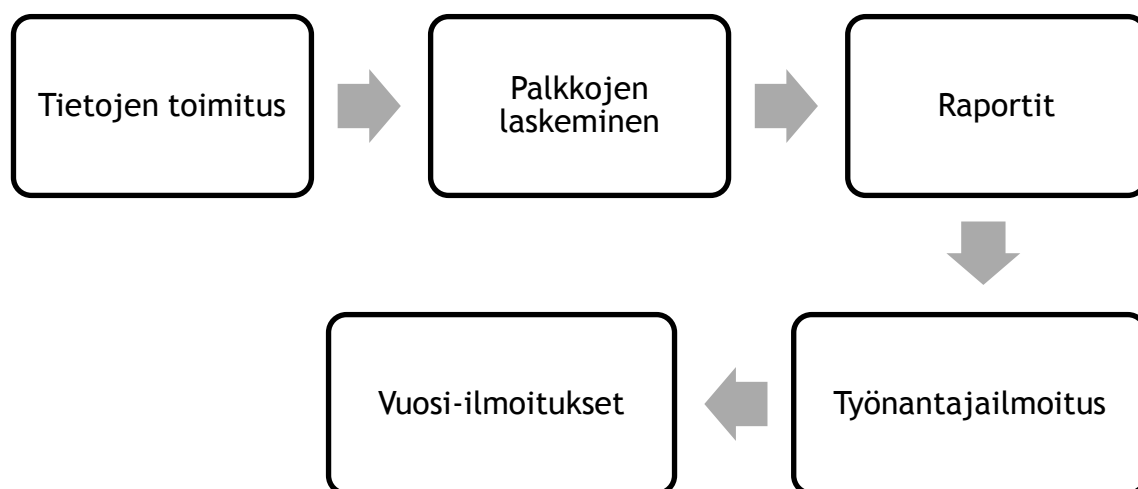 Tietojen toimitus
Palkkojen
laskeminen
Raportit
Työnantajailmoitus
Vuosi-ilmoitukset